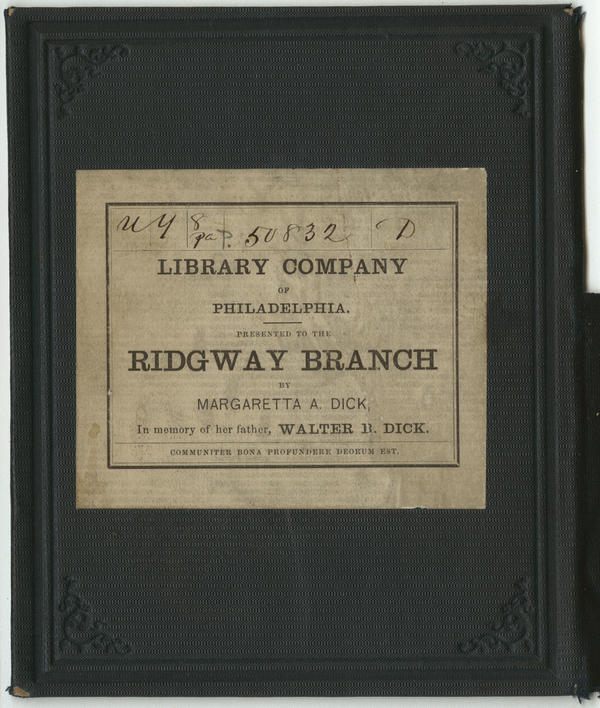 Uy 8 pa. 50832 D
LIBRARY COMPANY
OF
PHILADELPHIA.
PRESENTED TO THE
RIDGWAY BRANCH
BY
MARGARETTA A. DICK,
In memory of her father, WALTER B. DICK.
COMMUNITER BONA PROFUNDERE DEORUM EST.